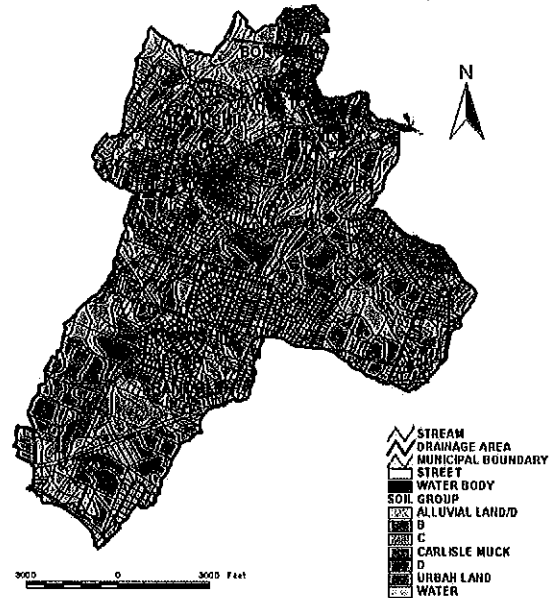 N
STREAM
DRAINAGE AREA
MUNICIPAL BOUNDARY
STREET
WATER BODY
SOIL GROUP
ALLUVIAL LAND/D
B
C
CARLISLE MUCK
D
URBAN LAND
WATER
3000 0 3000 Feet